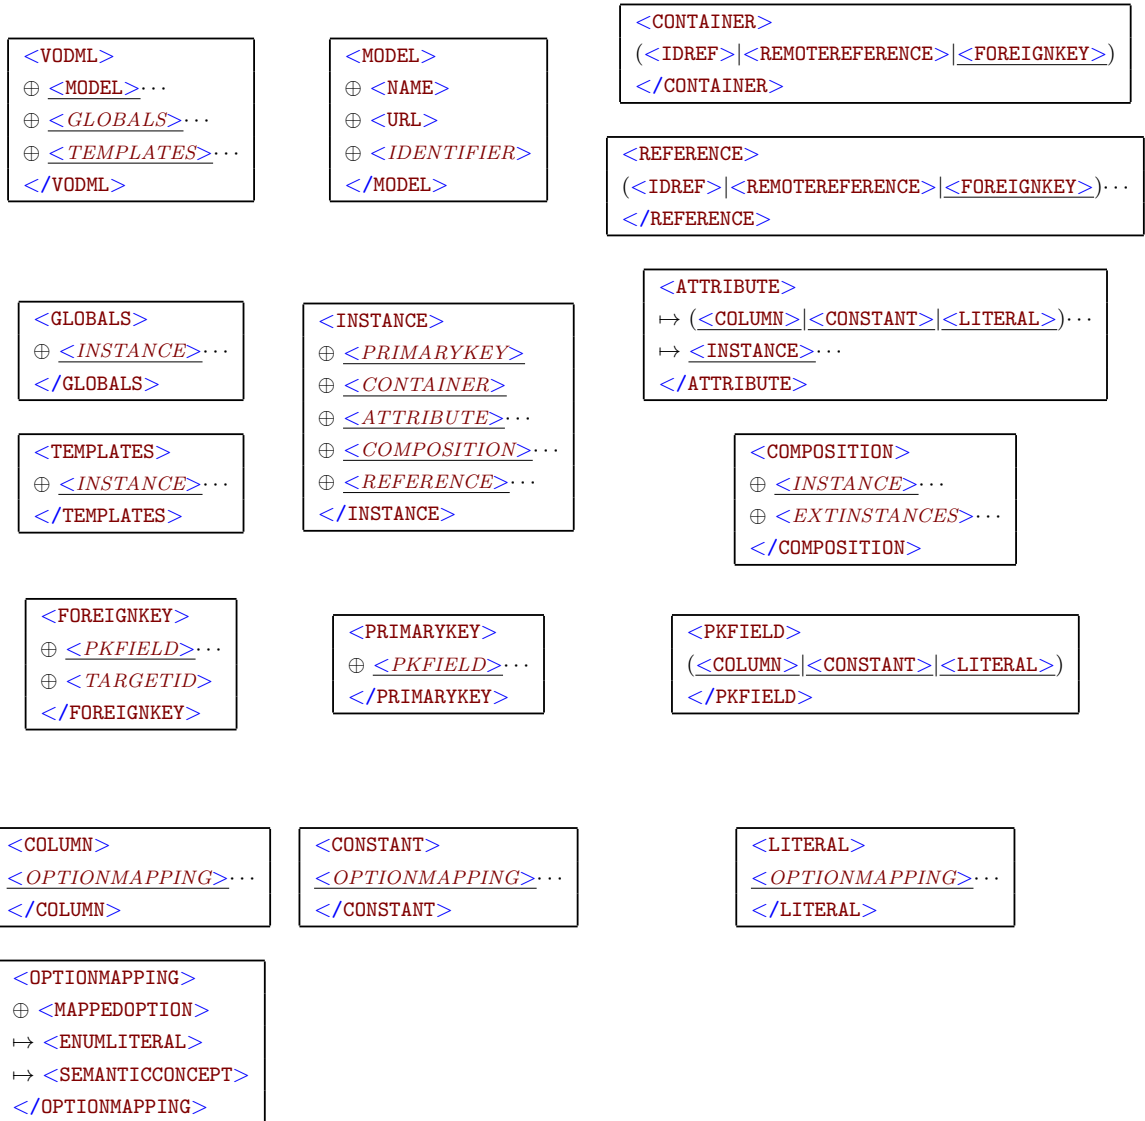 <VODML>
⊕ <MODEL>···
⊕ <GLOBALS>···
⊕ <TEMPLATES>···
</VODML>
<MODEL>
⊕ <NAME>
⊕ <URL>
⊕ <IDENTIFIER>
</MODEL>
<CONTAINER>
(<IDREF>|<REMOTEREFERENCE>|<FOREIGNKEY>)
</CONTAINER>
<REFERENCE>
(<IDREF>|<REMOTEREFERENCE>|<FOREIGNKEY>)···
</REFERENCE>
<GLOBALS>
⊕ <INSTANCE>···
</GLOBALS>
<TEMPLATES>
⊕ <INSTANCE>···
</TEMPLATES>
<INSTANCE>
⊕ <PRIMARYKEY>
⊕ <CONTAINER>
⊕ <ATTRIBUTE>···
⊕ <COMPOSITION>···
⊕ <REFERENCE>···
</INSTANCE>
<ATTRIBUTE>
↦ (<COLUMN>|<CONSTANT>|<LITERAL>)···
↦ <INSTANCE>···
</ATTRIBUTE>
<COMPOSITION>
⊕ <INSTANCE>···
⊕ <EXTINSTANCES>···
</COMPOSITION>
<FOREIGNKEY>
⊕ <PKFIELD>···
⊕ <TARGETID>
</FOREIGNKEY>
<PRIMARYKEY>
⊕ <PKFIELD>···
</PRIMARYKEY>
<PKFIELD>
(<COLUMN>|<CONSTANT>|<LITERAL>)
</PKFIELD>
<COLUMN>
<OPTIONMAPPING>···
</COLUMN>
<CONSTANT>
<OPTIONMAPPING>···
</CONSTANT>
<LITERAL>
<OPTIONMAPPING>···
</LITERAL>
<OPTIONMAPPING>
⊕ <MAPPEDOPTION>
↦ <ENUMLITERAL>
↦ <SEMANTICCONCEPT>
</OPTIONMAPPING>